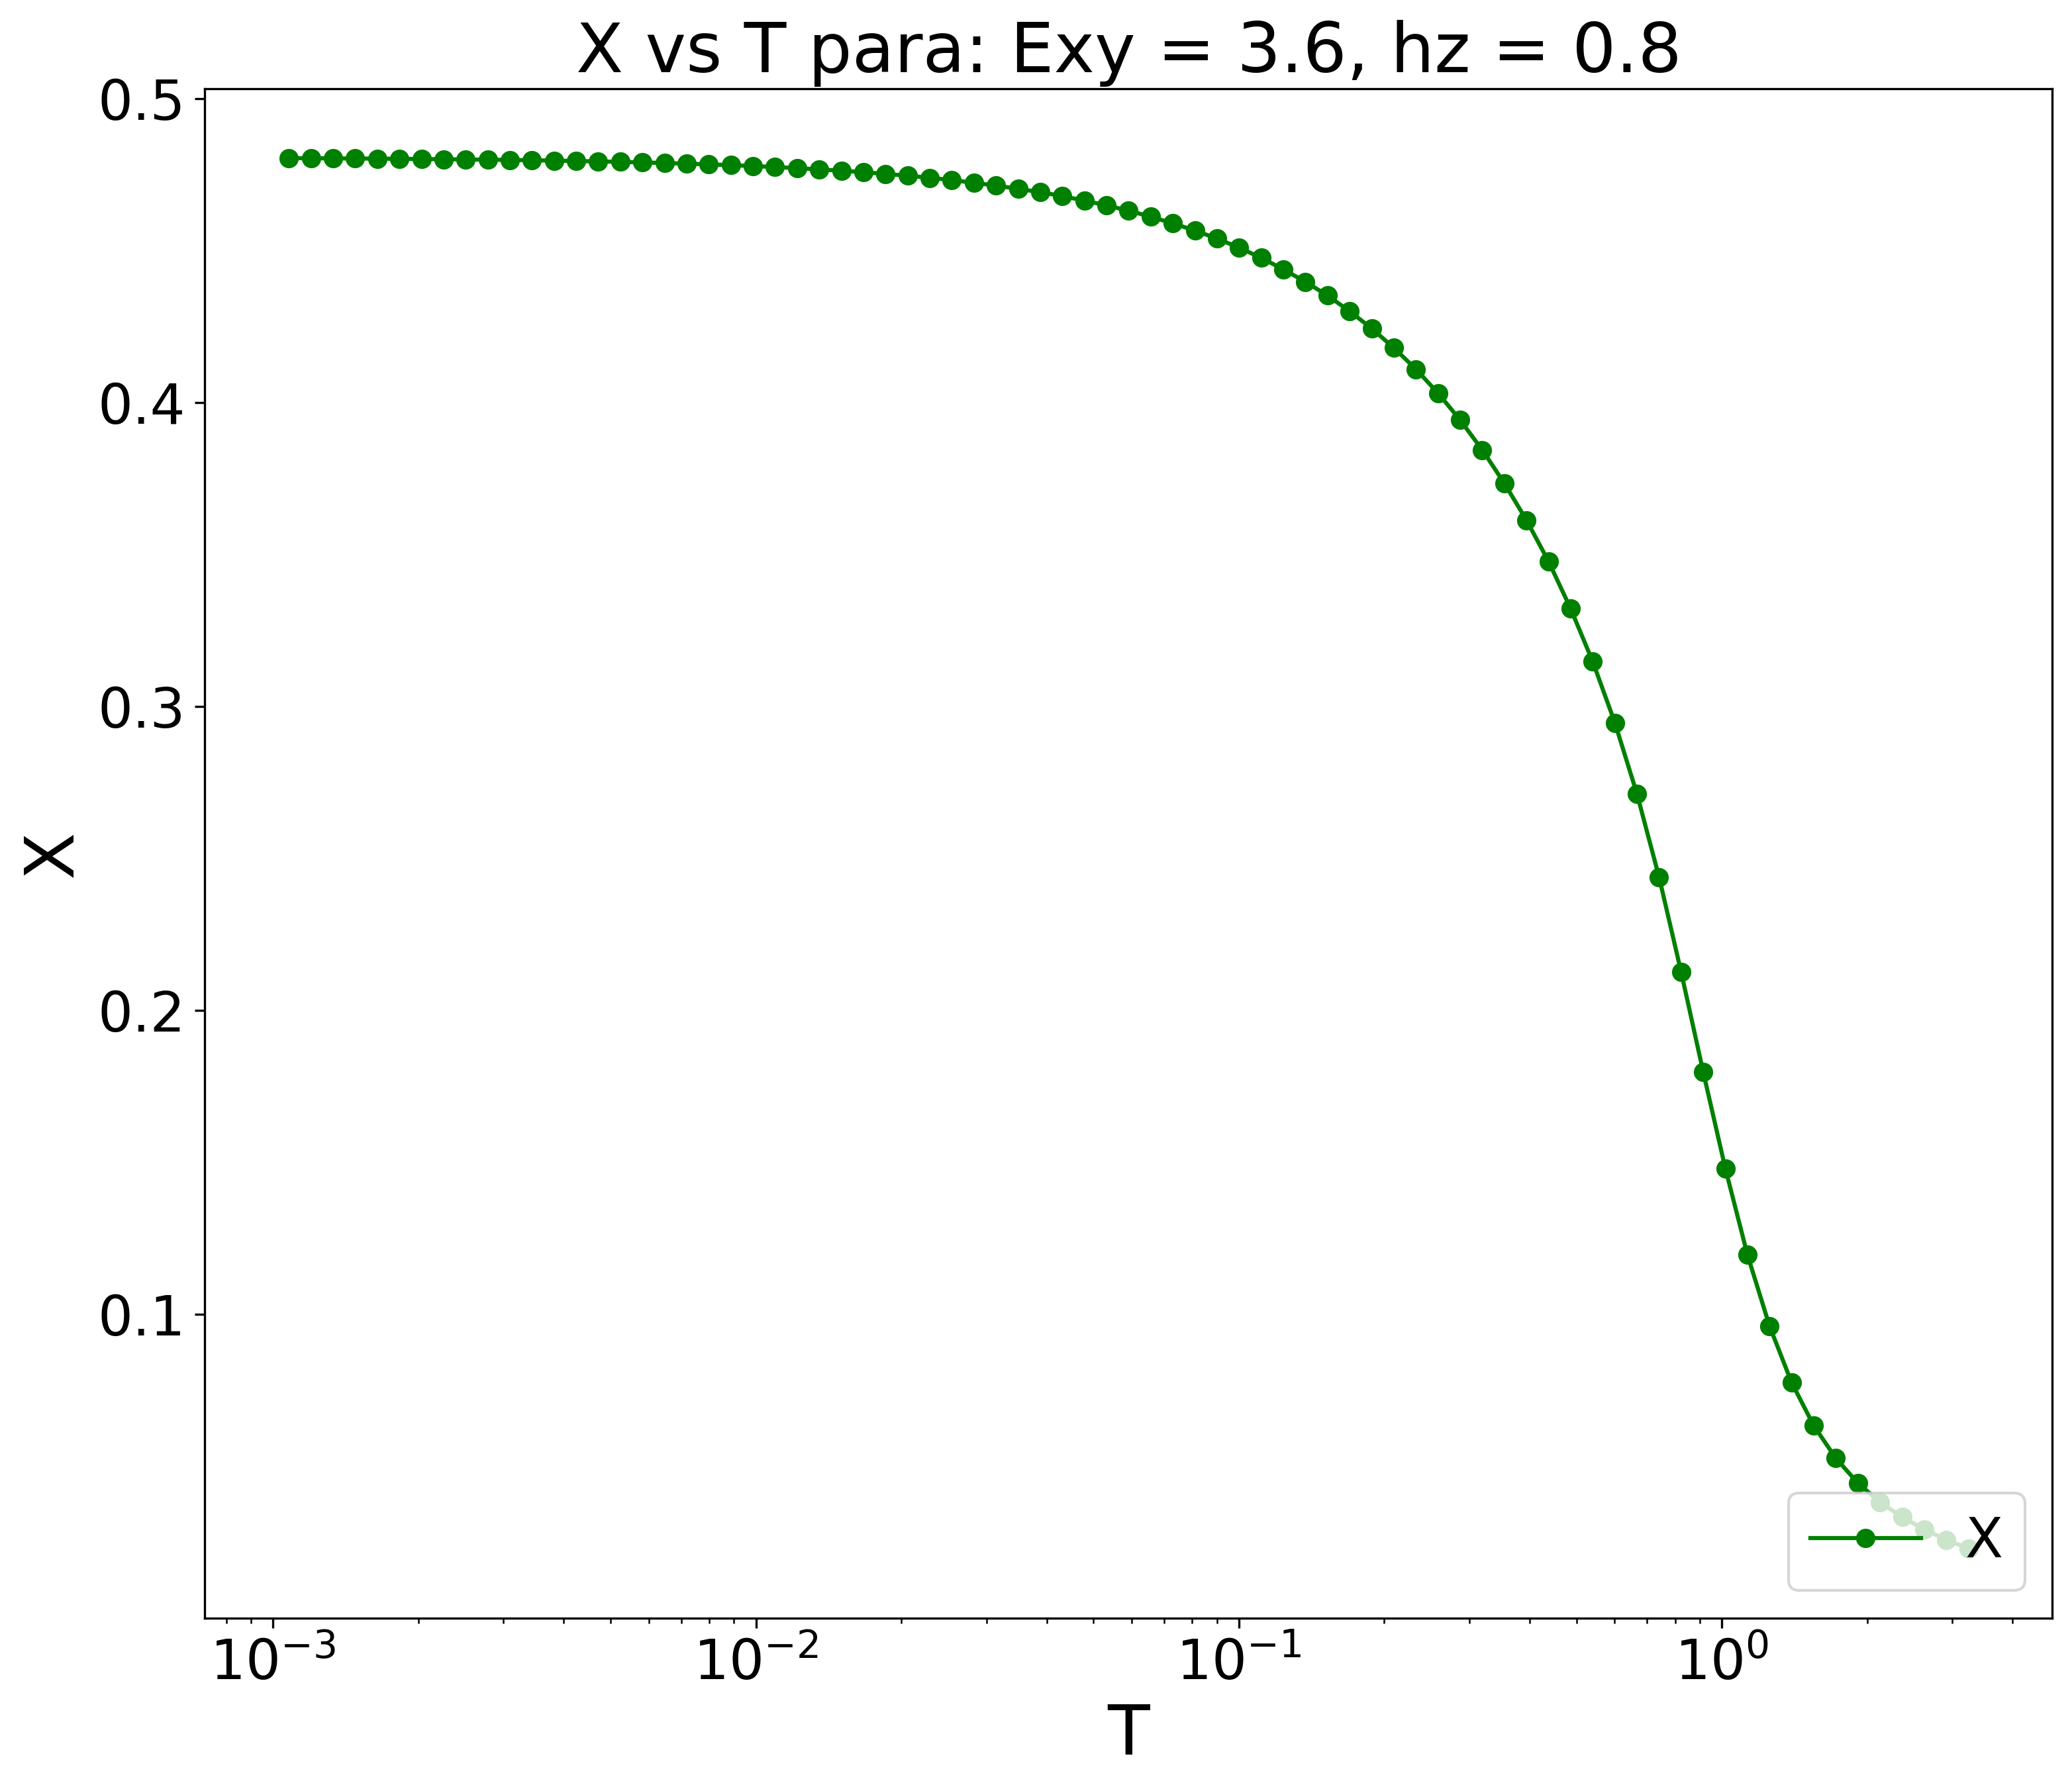 X vs T para: Exy = 3.6, hz = 0.8
0.5
0.4
0.3
0.2
0.1
X
X
10⁻³ 10⁻² 10⁻¹ 10⁰
T